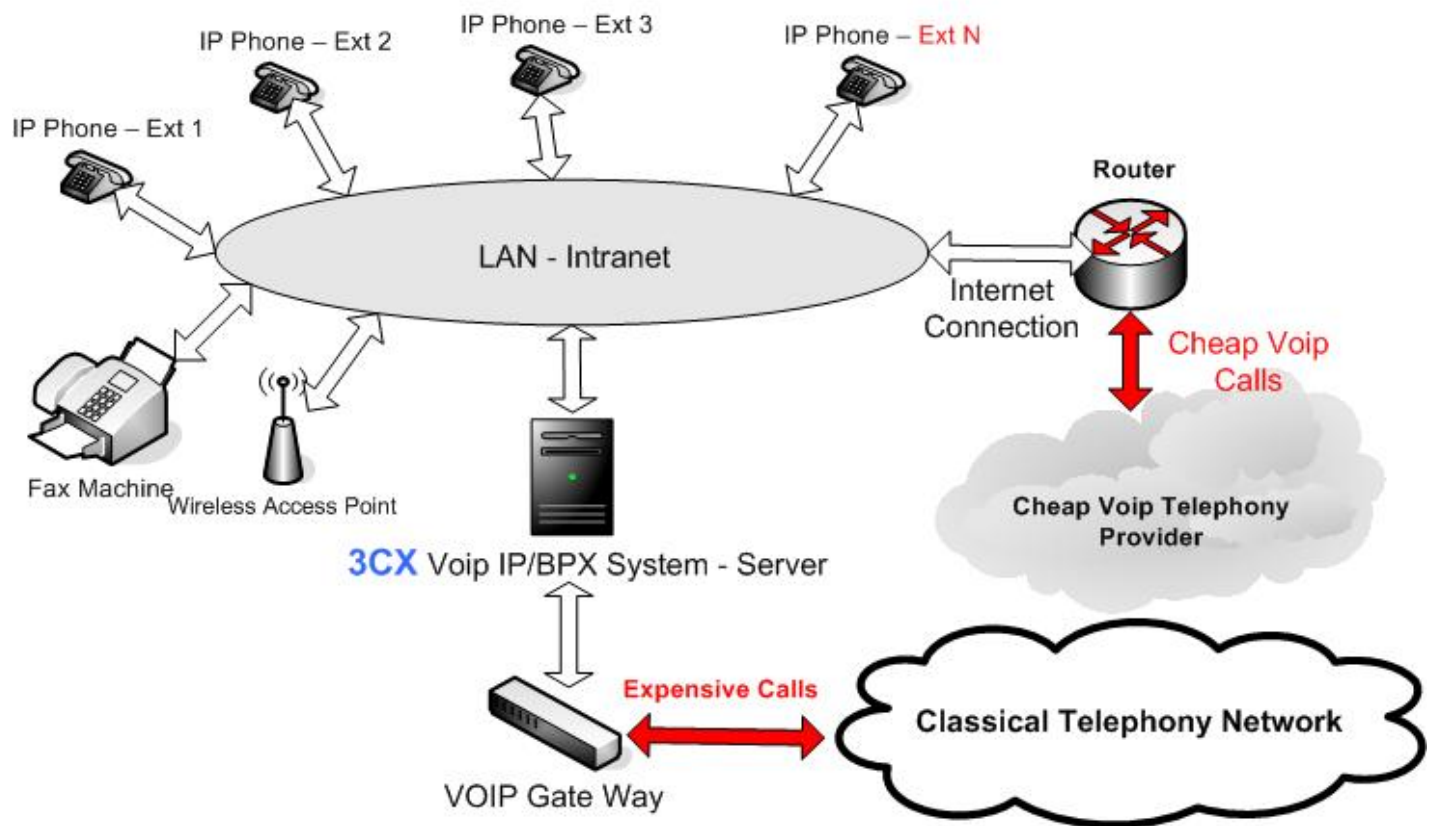 IP Phone – Ext 2
IP Phone – Ext 3
IP Phone – Ext N
IP Phone – Ext 1
Router
LAN - Intranet
Internet
Connection
Cheap Voip
Calls
Fax Machine
Wireless Access Point
Cheap Voip Telephony
Provider
3CX Voip IP/BPX System - Server
Expensive Calls
Classical Telephony Network
VOIP Gate Way